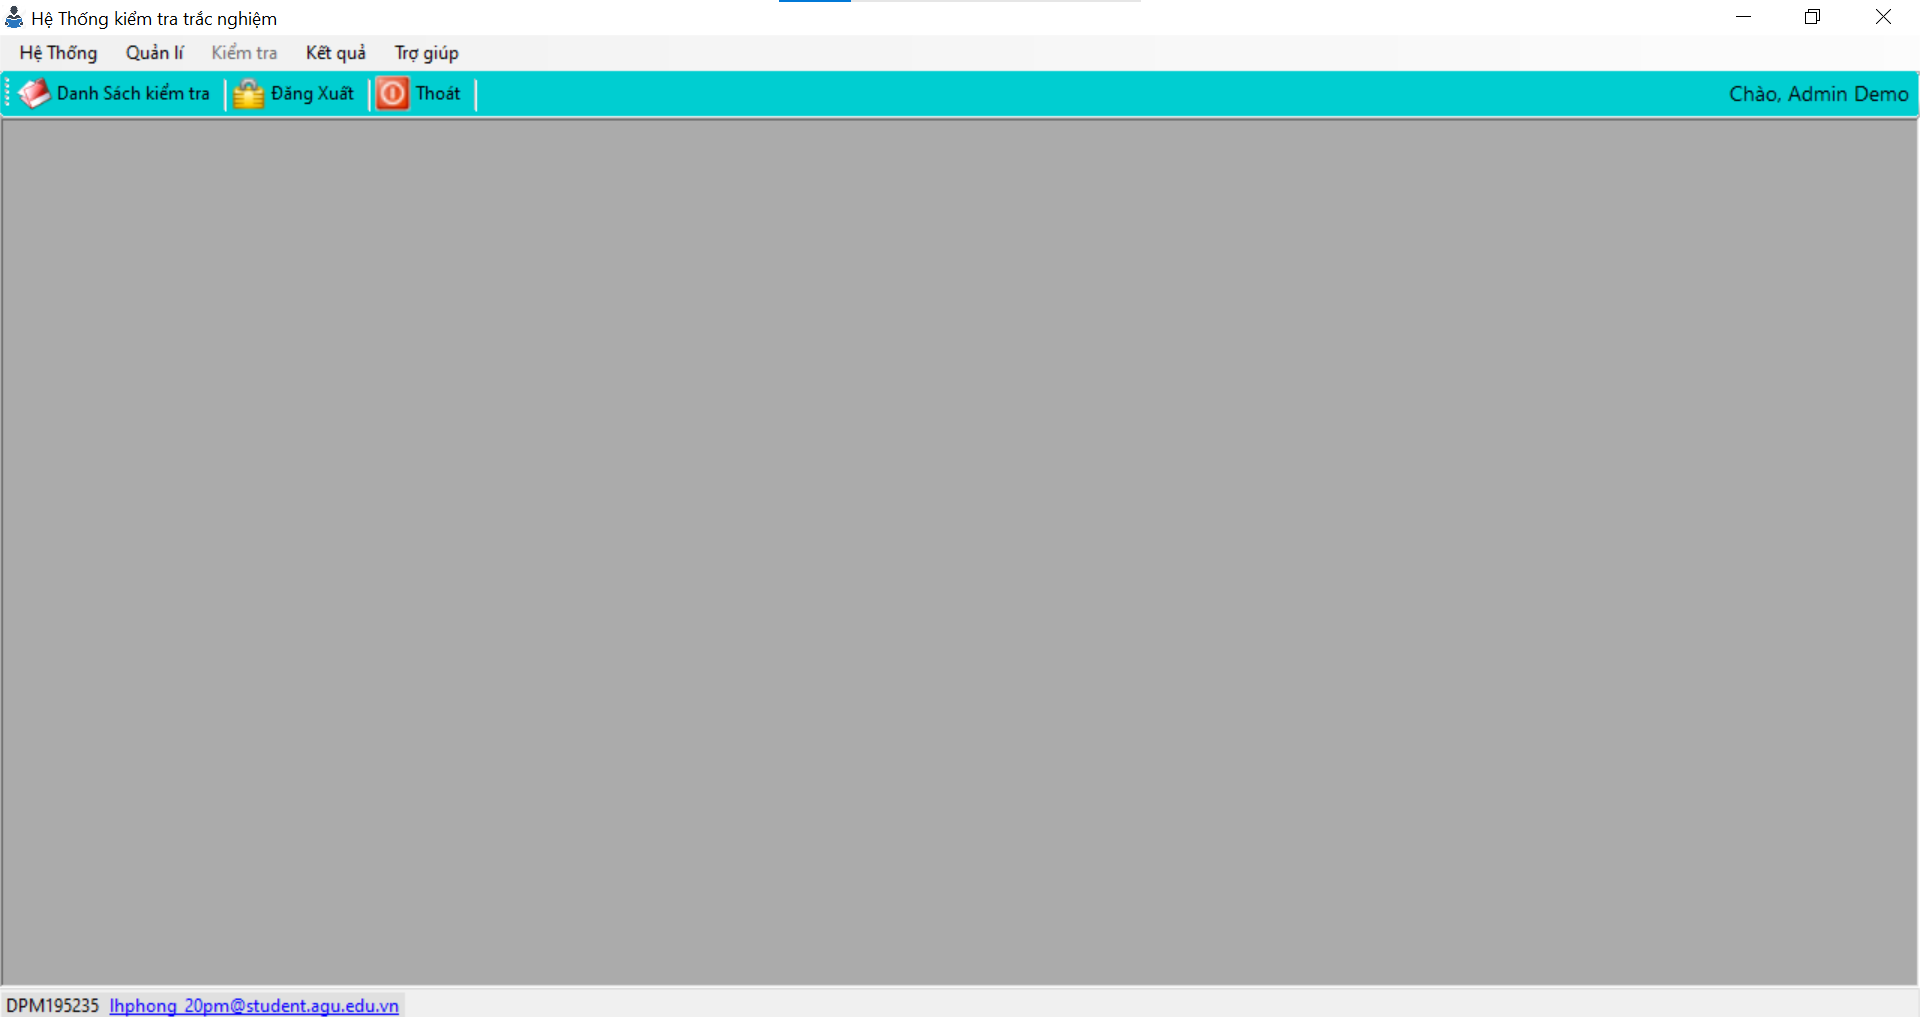 Hệ Thống kiểm tra trắc nghiệm
Hệ Thống Quản lí Kiểm tra Kết quả Trợ giúp
Danh Sách kiểm tra Đăng Xuất Thoát Chào, Admin Demo
DPM195235 lhphong_20pm@student.agu.edu.vn